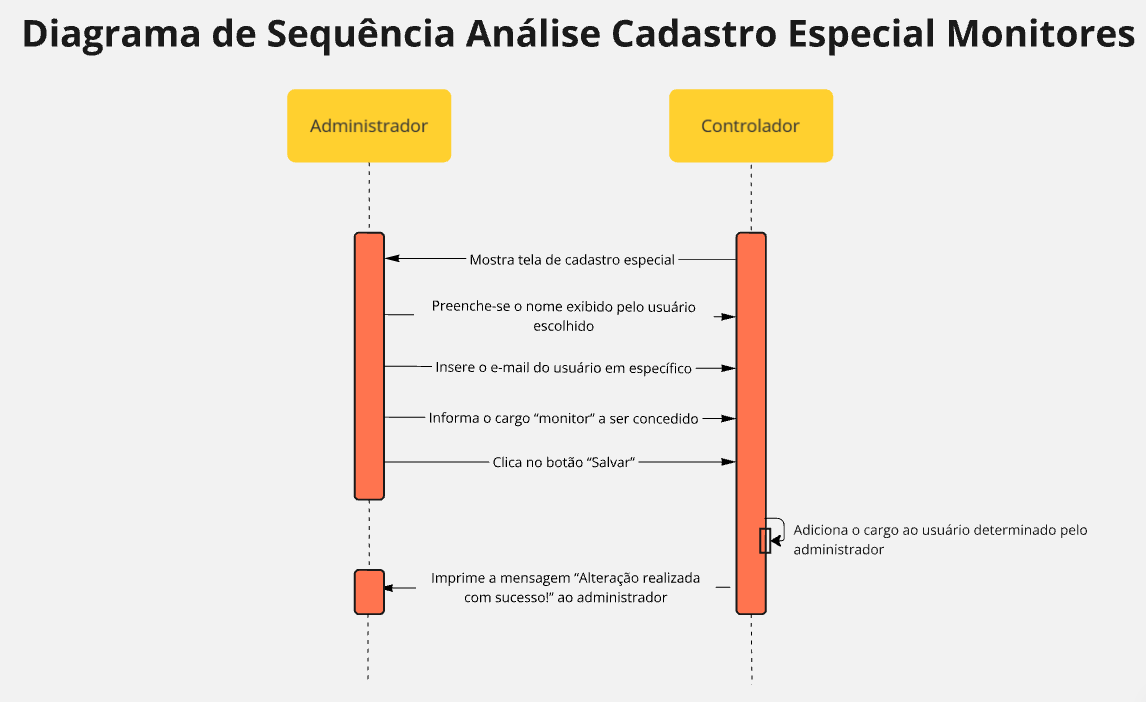 Diagrama de Sequência Análise Cadastro Especial Monitores
Administrador
Controlador
Mostra tela de cadastro especial
Preenche-se o nome exibido pelo usuário
escolhido
Insere o e-mail do usuário em específico
Informa o cargo “monitor” a ser concedido
Clica no botão “Salvar”
Adiciona o cargo ao usuário determinado pelo
administrador
Imprime a mensagem “Alteração realizada
com sucesso!” ao administrador